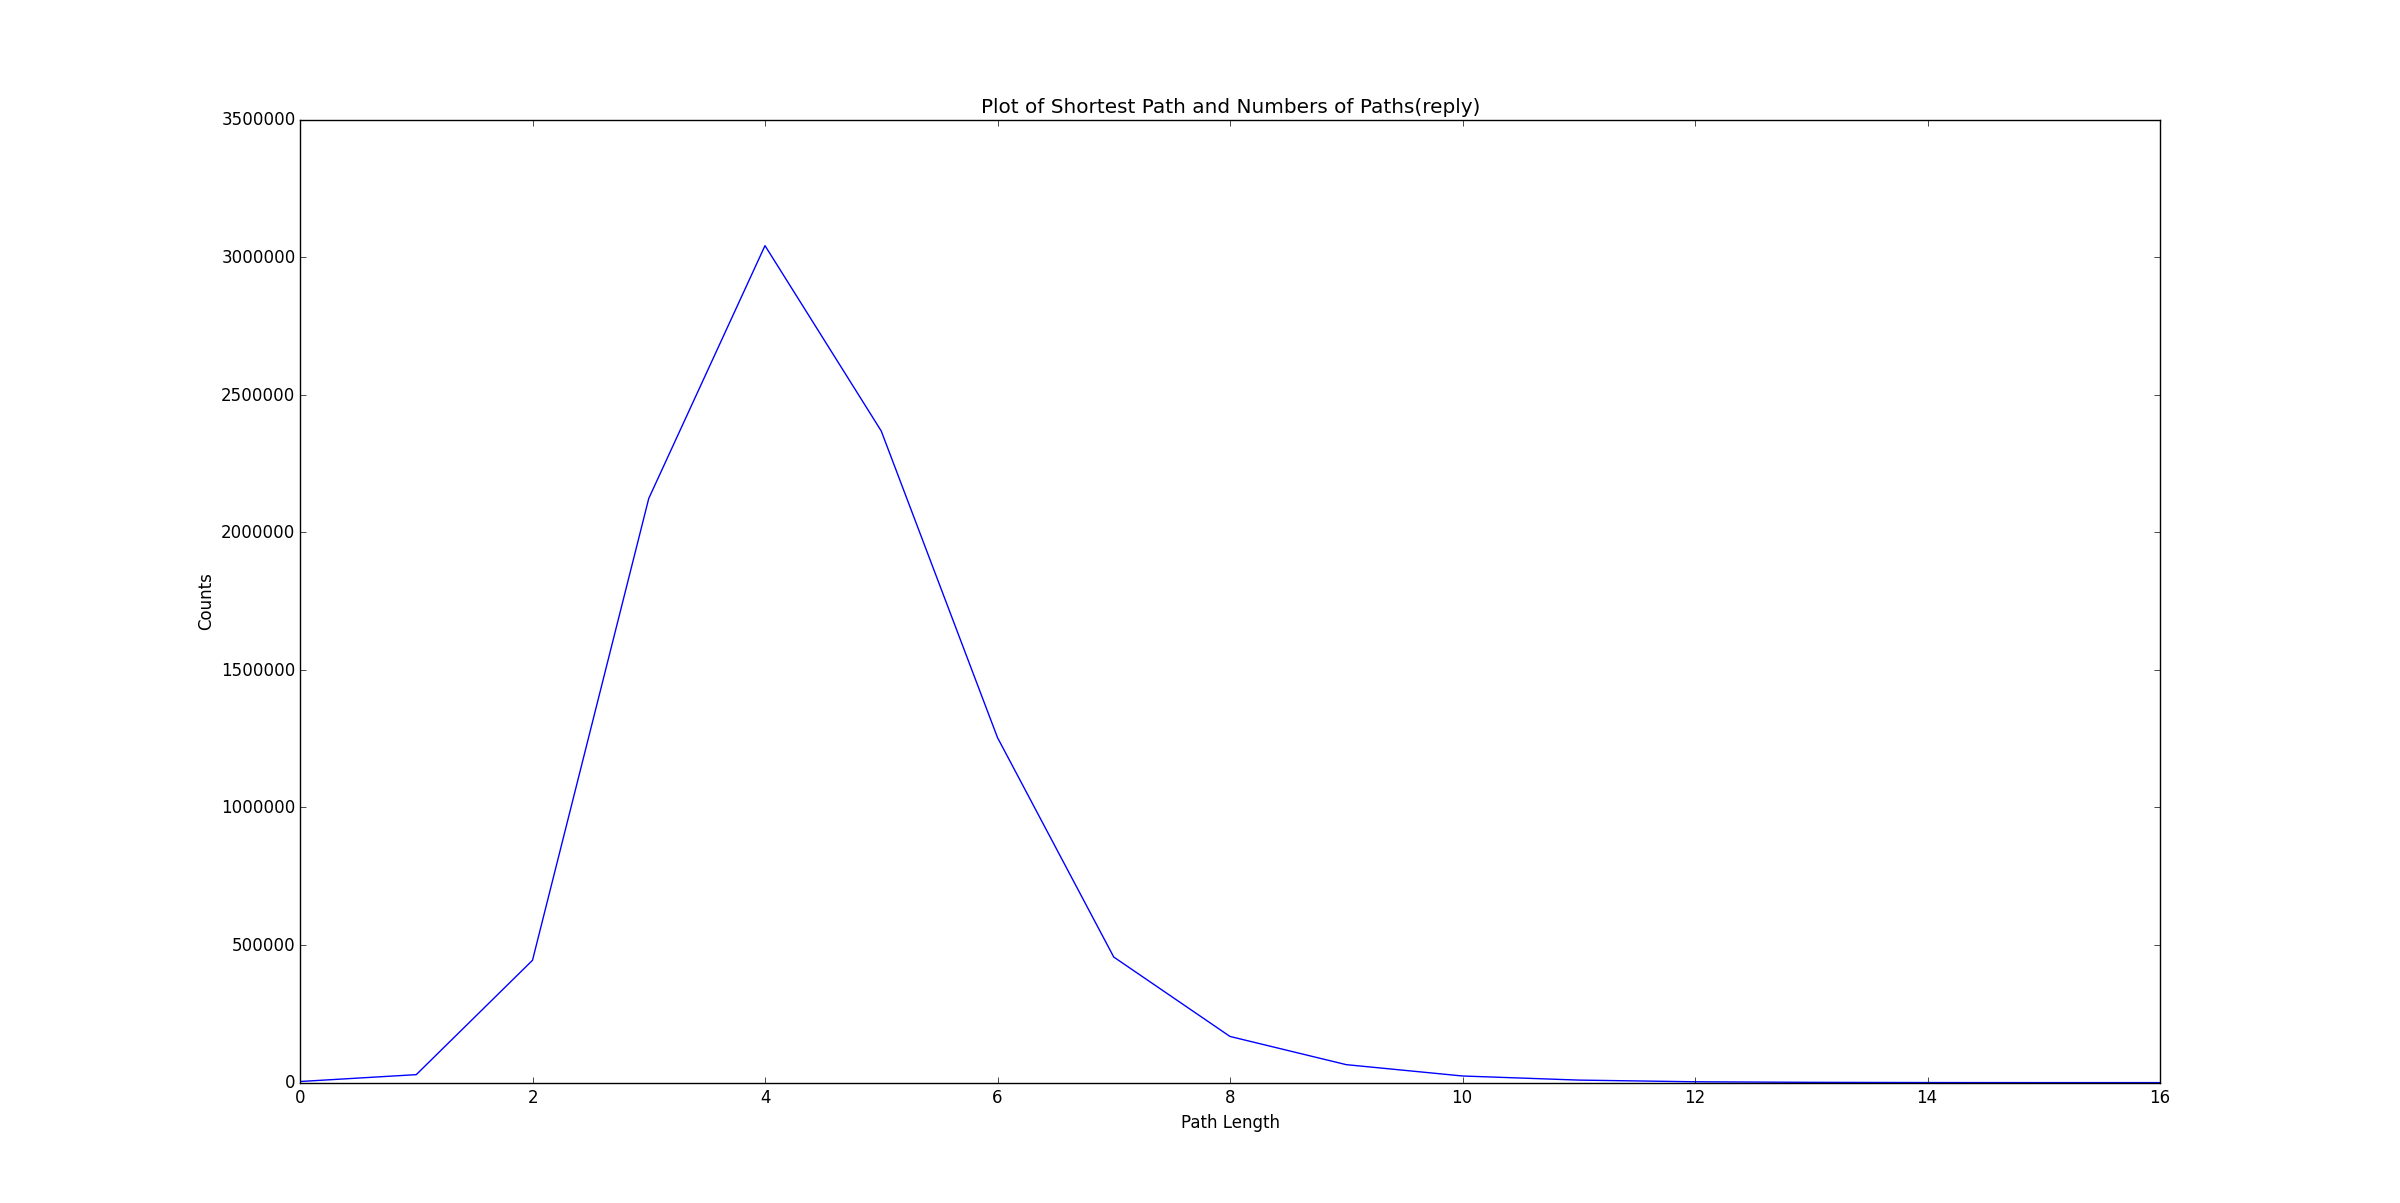 Plot of Shortest Path and Numbers of Paths(reply)
3500000
3000000
2500000
2000000
1500000
1000000
500000
0
Counts
0 2 4 6 8 10 12 14 16
Path Length